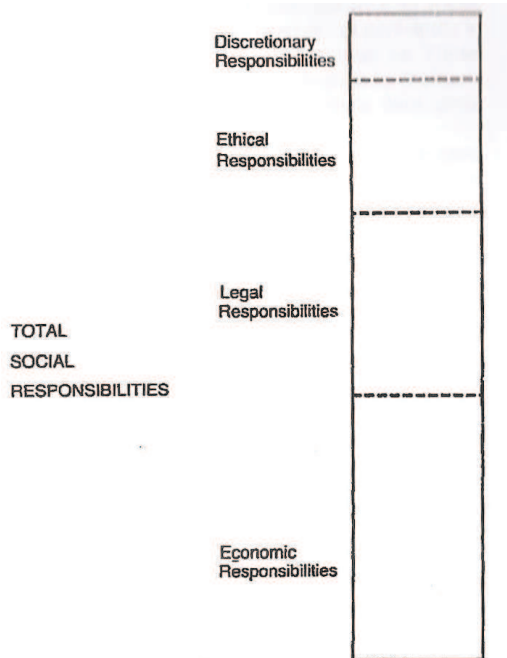 Discretionary
Responsibilities
Ethical
Responsibilities
Legal
Responsibilities
TOTAL
SOCIAL
RESPONSIBILITIES
Economic
Responsibilities